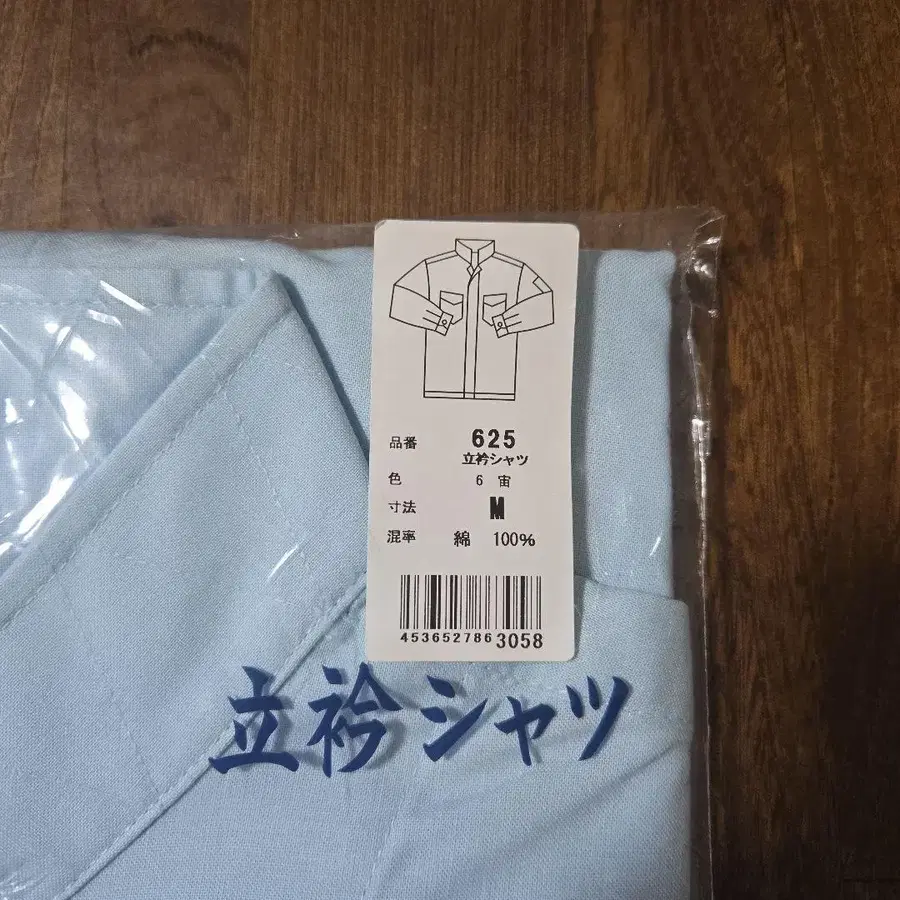 品番 625
立衿シャツ
色 6 宙
寸法 M
混率 綿 100%
4536527863058
立衿シャツ